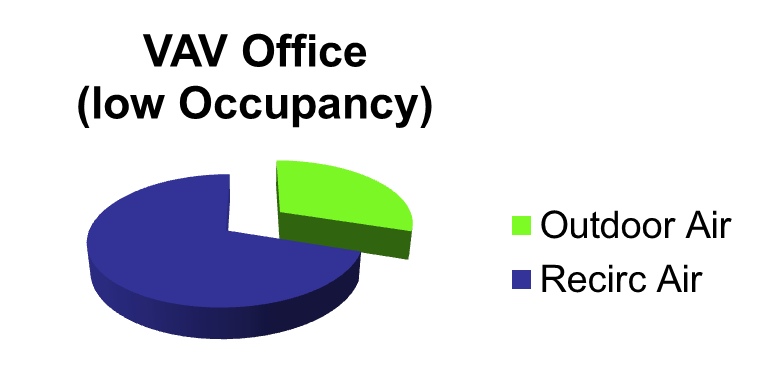 VAV Office
(low Occupancy)
Outdoor Air
Recirc Air